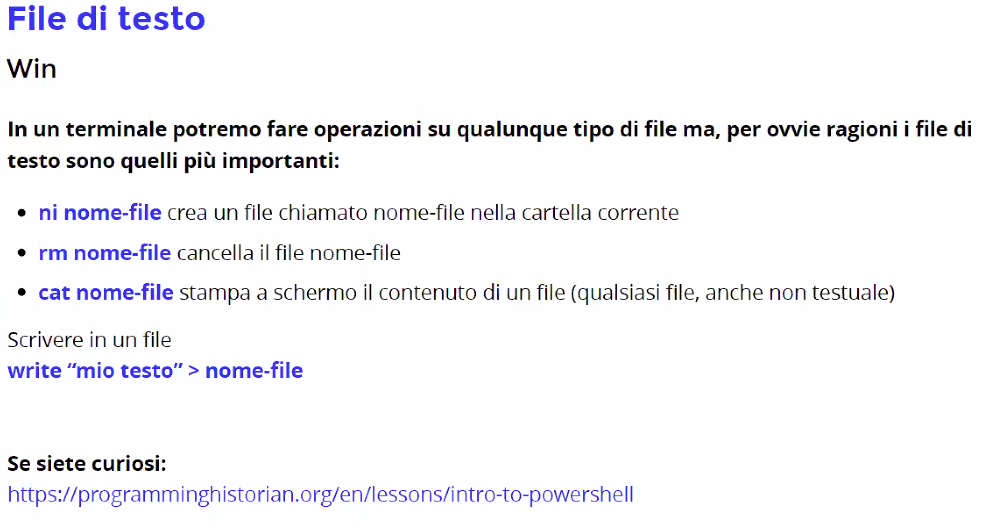 File di testo
Win
In un terminale potremo fare operazioni su qualunque tipo di file ma, per ovvie ragioni i file di
testo sono quelli più importanti:
• ni nome-file crea un file chiamato nome-file nella cartella corrente
• rm nome-file cancella il file nome-file
• cat nome-file stampa a schermo il contenuto di un file (qualsiasi file, anche non testuale)
Scrivere in un file
write “mio testo” > nome-file
Se siete curiosi:
https://programminghistorian.org/en/lessons/intro-to-powershell